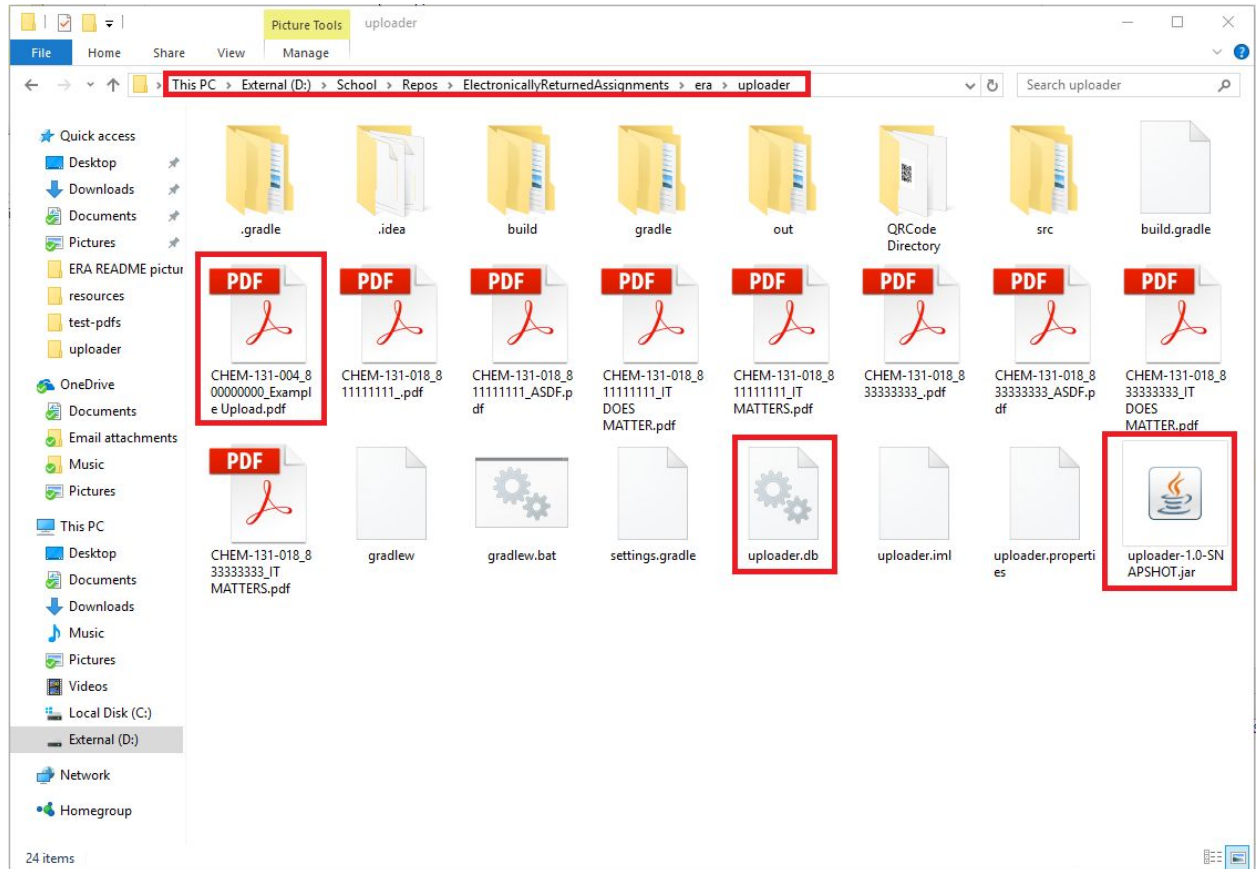 Picture Tools uploader
File Home Share View Manage
This PC > External (D:) > School > Repos > ElectronicallyReturnedAssignments > era > uploader
Search uploader
Quick access
Desktop
Downloads
Documents
Pictures
ERA README pictur
resources
test-pdfs
uploader
OneDrive
Documents
Email attachments
Music
Pictures
This PC
Desktop
Documents
Downloads
Music
Pictures
Videos
Local Disk (C:)
External (D:)
Network
Homegroup
.gradle
.idea
build
gradle
out
QRCode
Directory
src
build.gradle
PDF
CHEM-131-004_8
00000000_Exampl
e Upload.pdf
PDF
CHEM-131-018_8
11111111_.pdf
PDF
CHEM-131-018_8
11111111_ASDF.p
df
PDF
CHEM-131-018_8
11111111_IT
DOES
MATTER.pdf
PDF
CHEM-131-018_8
11111111_IT
MATTERS.pdf
PDF
CHEM-131-018_8
33333333_.pdf
PDF
CHEM-131-018_8
33333333_ASDF.p
df
PDF
CHEM-131-018_8
33333333_IT
DOES
MATTER.pdf
PDF
CHEM-131-018_8
33333333_IT
MATTERS.pdf
gradlew
gradlew.bat
settings.gradle
uploader.db
uploader.iml
uploader.properti
es
uploader-1.0-SN
APSHOT.jar
24 items